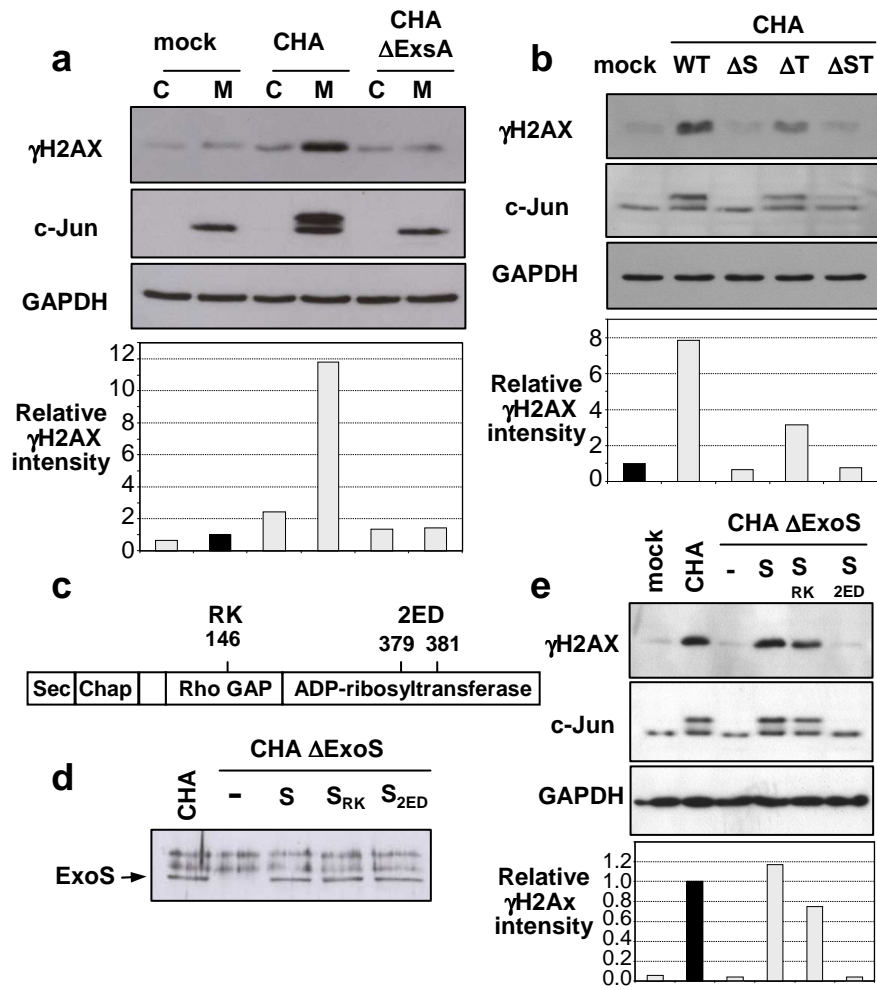 a
mock CHA CHA ΔExsA
C M C M C M
γH2AX
c-Jun
GAPDH
12
10
8
6
4
2
0
Relative γH2AX intensity
b
CHA
mock WT ΔS ΔT ΔST
γH2AX
c-Jun
GAPDH
8
6
4
2
0
Relative γH2AX intensity
c
RK 2ED
146 379 381
Sec Chap Rho GAP ADP-ribosyltransferase
d
CHA ΔExoS
CHA - S SRK S2ED
ExoS
e
CHA ΔExoS
mock CHA - S S RK S 2ED
γH2AX
c-Jun
GAPDH
1.2
1.0
0.8
0.6
0.4
0.2
0.0
Relative γH2Ax intensity